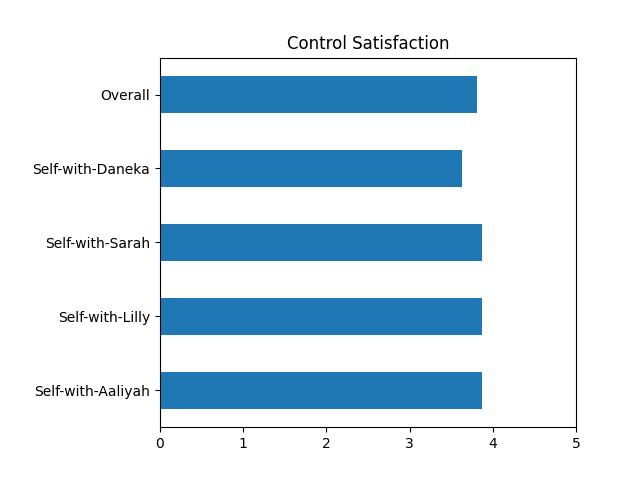 Control Satisfaction
Overall
Self-with-Daneka
Self-with-Sarah
Self-with-Lilly
Self-with-Aaliyah
0 1 2 3 4 5